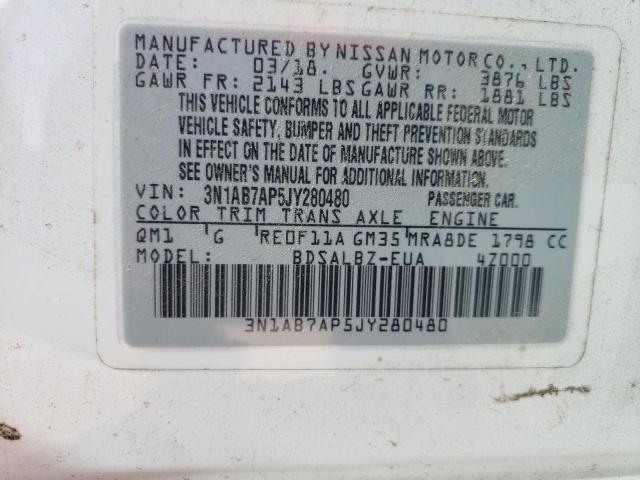 MANUFACTURED BY NISSAN MOTOR CO., LTD.
DATE: 03/18. GVWR: 3876 LBS
GAWR FR: 2143 LBS GAWR RR: 1881 LBS
THIS VEHICLE CONFORMS TO ALL APPLICABLE FEDERAL MOTOR
VEHICLE SAFETY, BUMPER AND THEFT PREVENTION STANDARDS
IN EFFECT ON THE DATE OF MANUFACTURE SHOWN ABOVE.
SEE OWNER'S MANUAL FOR ADDITIONAL INFORMATION.
VIN: 3N1AB7AP5JY280480 PASSENGER CAR.
COLOR TRIM TRANS AXLE ENGINE
QM1 G RE0F11A GM35 MRA8DE 1798 CC
MODEL: BDSALBZ-EUA 4Z000
3N1AB7AP5JY280480